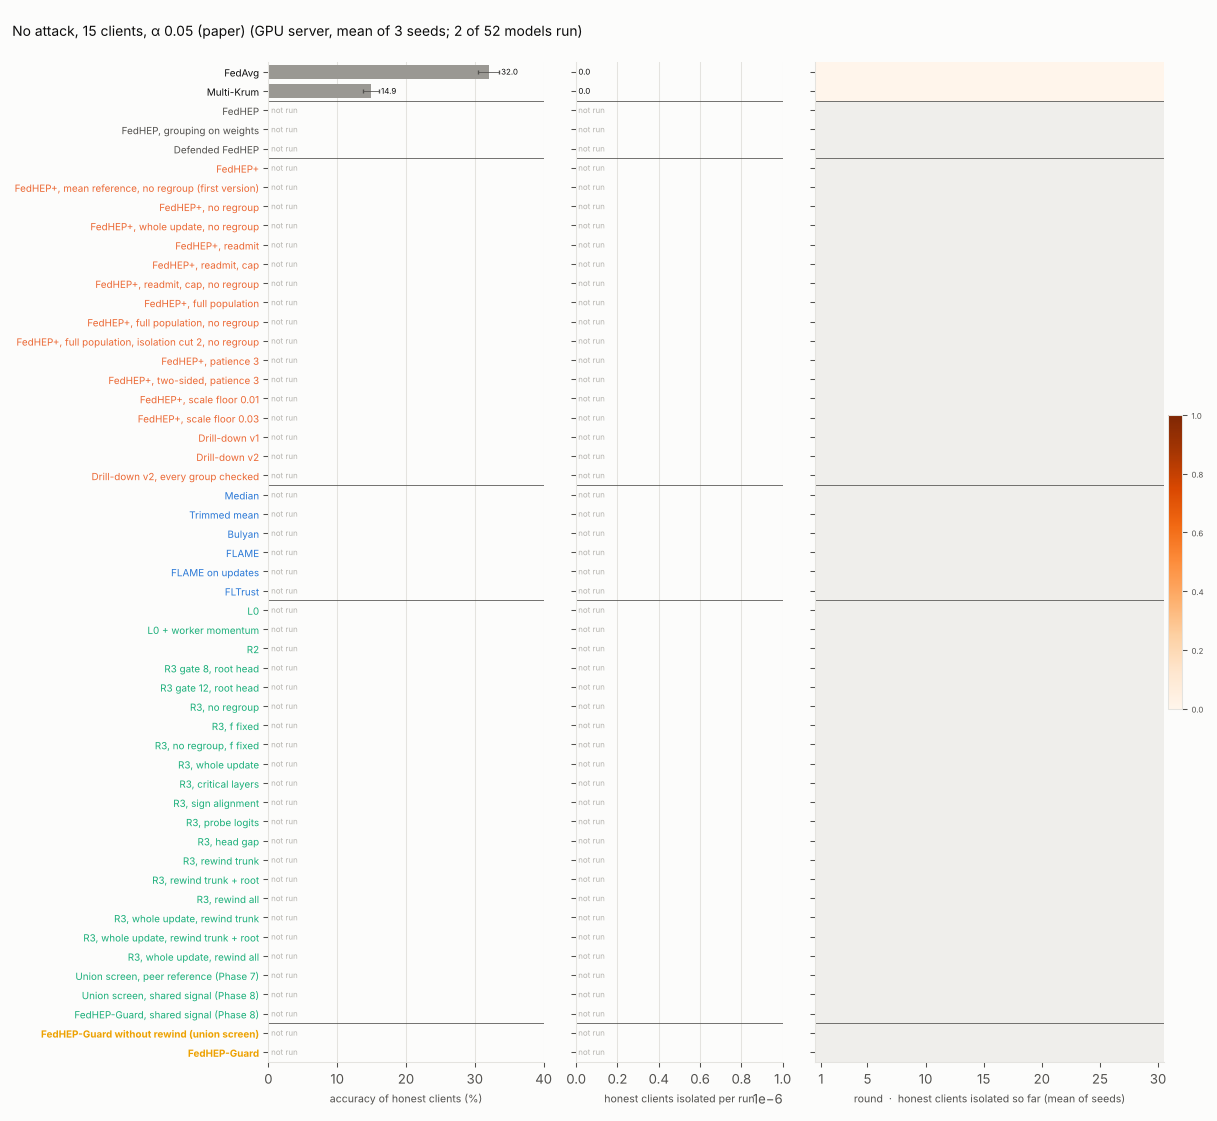 No attack, 15 clients, α 0.05 (paper) (GPU server, mean of 3 seeds; 2 of 52 models run)
FedAvg 32.0 0.0
Multi-Krum 14.9 0.0
FedHEP not run not run
FedHEP, grouping on weights not run not run
Defended FedHEP not run not run
FedHEP+ not run not run
FedHEP+, mean reference, no regroup (first version) not run not run
FedHEP+, no regroup not run not run
FedHEP+, whole update, no regroup not run not run
FedHEP+, readmit not run not run
FedHEP+, readmit, cap not run not run
FedHEP+, readmit, cap, no regroup not run not run
FedHEP+, full population not run not run
FedHEP+, full population, no regroup not run not run
FedHEP+, full population, isolation cut 2, no regroup not run not run
FedHEP+, patience 3 not run not run
FedHEP+, two-sided, patience 3 not run not run
FedHEP+, scale floor 0.01 not run not run
FedHEP+, scale floor 0.03 not run not run
Drill-down v1 not run not run
Drill-down v2 not run not run
Drill-down v2, every group checked not run not run
Median not run not run
Trimmed mean not run not run
Bulyan not run not run
FLAME not run not run
FLAME on updates not run not run
FLTrust not run not run
L0 not run not run
L0 + worker momentum not run not run
R2 not run not run
R3 gate 8, root head not run not run
R3 gate 12, root head not run not run
R3, no regroup not run not run
R3, f fixed not run not run
R3, no regroup, f fixed not run not run
R3, whole update not run not run
R3, critical layers not run not run
R3, sign alignment not run not run
R3, probe logits not run not run
R3, head gap not run not run
R3, rewind trunk not run not run
R3, rewind trunk + root not run not run
R3, rewind all not run not run
R3, whole update, rewind trunk not run not run
R3, whole update, rewind trunk + root not run not run
R3, whole update, rewind all not run not run
Union screen, peer reference (Phase 7) not run not run
Union screen, shared signal (Phase 8) not run not run
FedHEP-Guard, shared signal (Phase 8) not run not run
FedHEP-Guard without rewind (union screen) not run not run
FedHEP-Guard not run not run
0 10 20 30 40
accuracy of honest clients (%)
0.0 0.2 0.4 0.6 0.8 1.0
honest clients isolated per run
1e−6
1 5 10 15 20 25 30
round · honest clients isolated so far (mean of seeds)
1.0
0.8
0.6
0.4
0.2
0.0